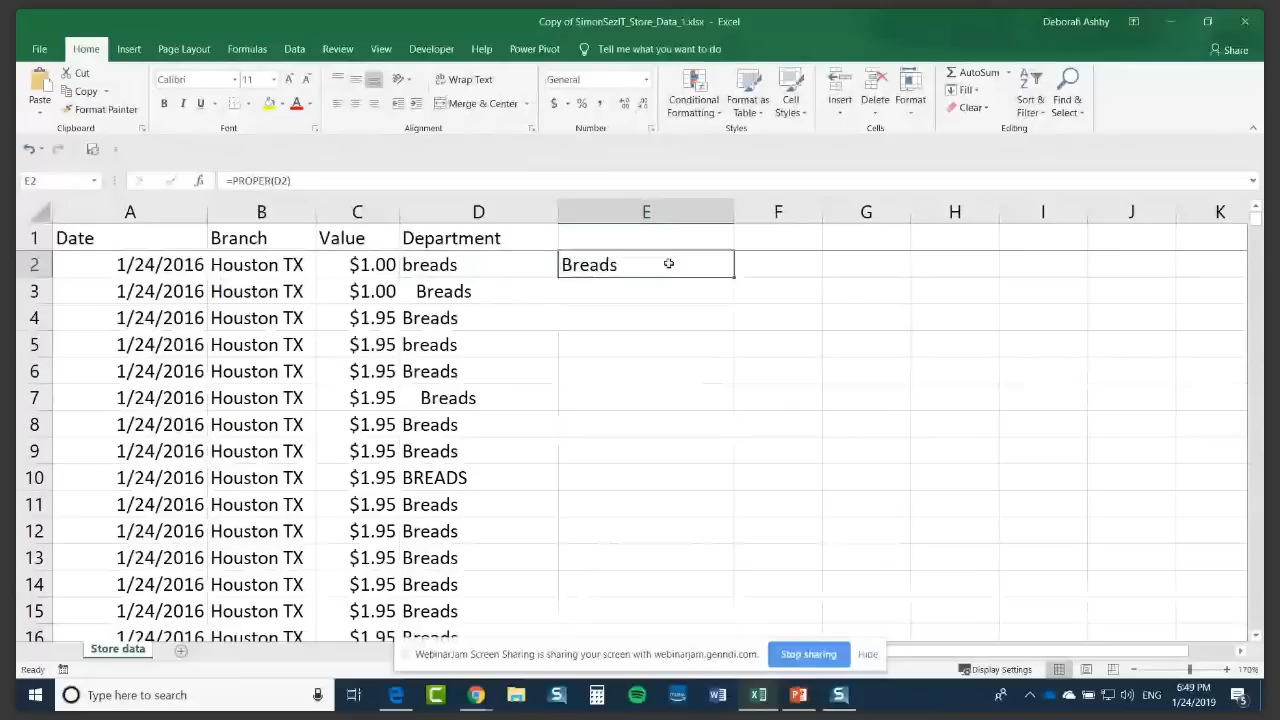 Copy of SimonSezIT_Store_Data_1.xlsx - Excel
Deborah Ashby
File Home Insert Page Layout Formulas Data Review View Developer Help Power Pivot Tell me what you want to do Share
Paste
Cut
Copy
Format Painter
Clipboard
Calibri 11
B I U A
Font
Wrap Text
Merge & Center
Alignment
General
$ % ,
Number
Conditional Formatting
Format as Table
Cell Styles
Styles
Insert Delete Format
Cells
AutoSum
Fill
Clear
Sort & Filter
Find & Select
Editing
E2 fx =PROPER(D2)
A B C D E F G H I J K
1 Date Branch Value Department
2 1/24/2016 Houston TX $1.00 breads Breads
3 1/24/2016 Houston TX $1.00 Breads
4 1/24/2016 Houston TX $1.95 Breads
5 1/24/2016 Houston TX $1.95 breads
6 1/24/2016 Houston TX $1.95 Breads
7 1/24/2016 Houston TX $1.95 Breads
8 1/24/2016 Houston TX $1.95 Breads
9 1/24/2016 Houston TX $1.95 Breads
10 1/24/2016 Houston TX $1.95 BREADS
11 1/24/2016 Houston TX $1.95 Breads
12 1/24/2016 Houston TX $1.95 Breads
13 1/24/2016 Houston TX $1.95 Breads
14 1/24/2016 Houston TX $1.95 Breads
15 1/24/2016 Houston TX $1.95 Breads
16 1/24/2016 Houston TX $1.95 Breads
Store data
WebinarJam Screen Sharing is sharing your screen with webinarjam.genndi.com. Stop sharing Hide
Ready Display Settings 170%
Type here to search
ENG
6:49 PM
1/24/2019
5